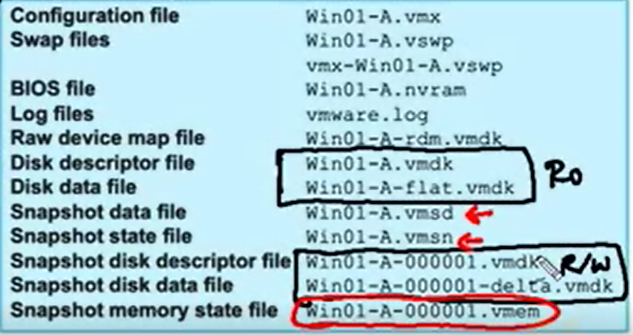 Configuration file Win01-A.vmx
Swap files Win01-A.vswp
vmx-Win01-A.vswp
BIOS file Win01-A.nvram
Log files vmware.log
Raw device map file Win01-A-rdm.vmdk
Disk descriptor file Win01-A.vmdk
RO
Disk data file Win01-A-flat.vmdk
Snapshot data file Win01-A.vmsd
Snapshot state file Win01-A.vmsn
Snapshot disk descriptor file Win01-A-000001.vmdk R/W
Snapshot disk data file Win01-A-000001-delta.vmdk
Snapshot memory state file Win01-A-000001.vmem